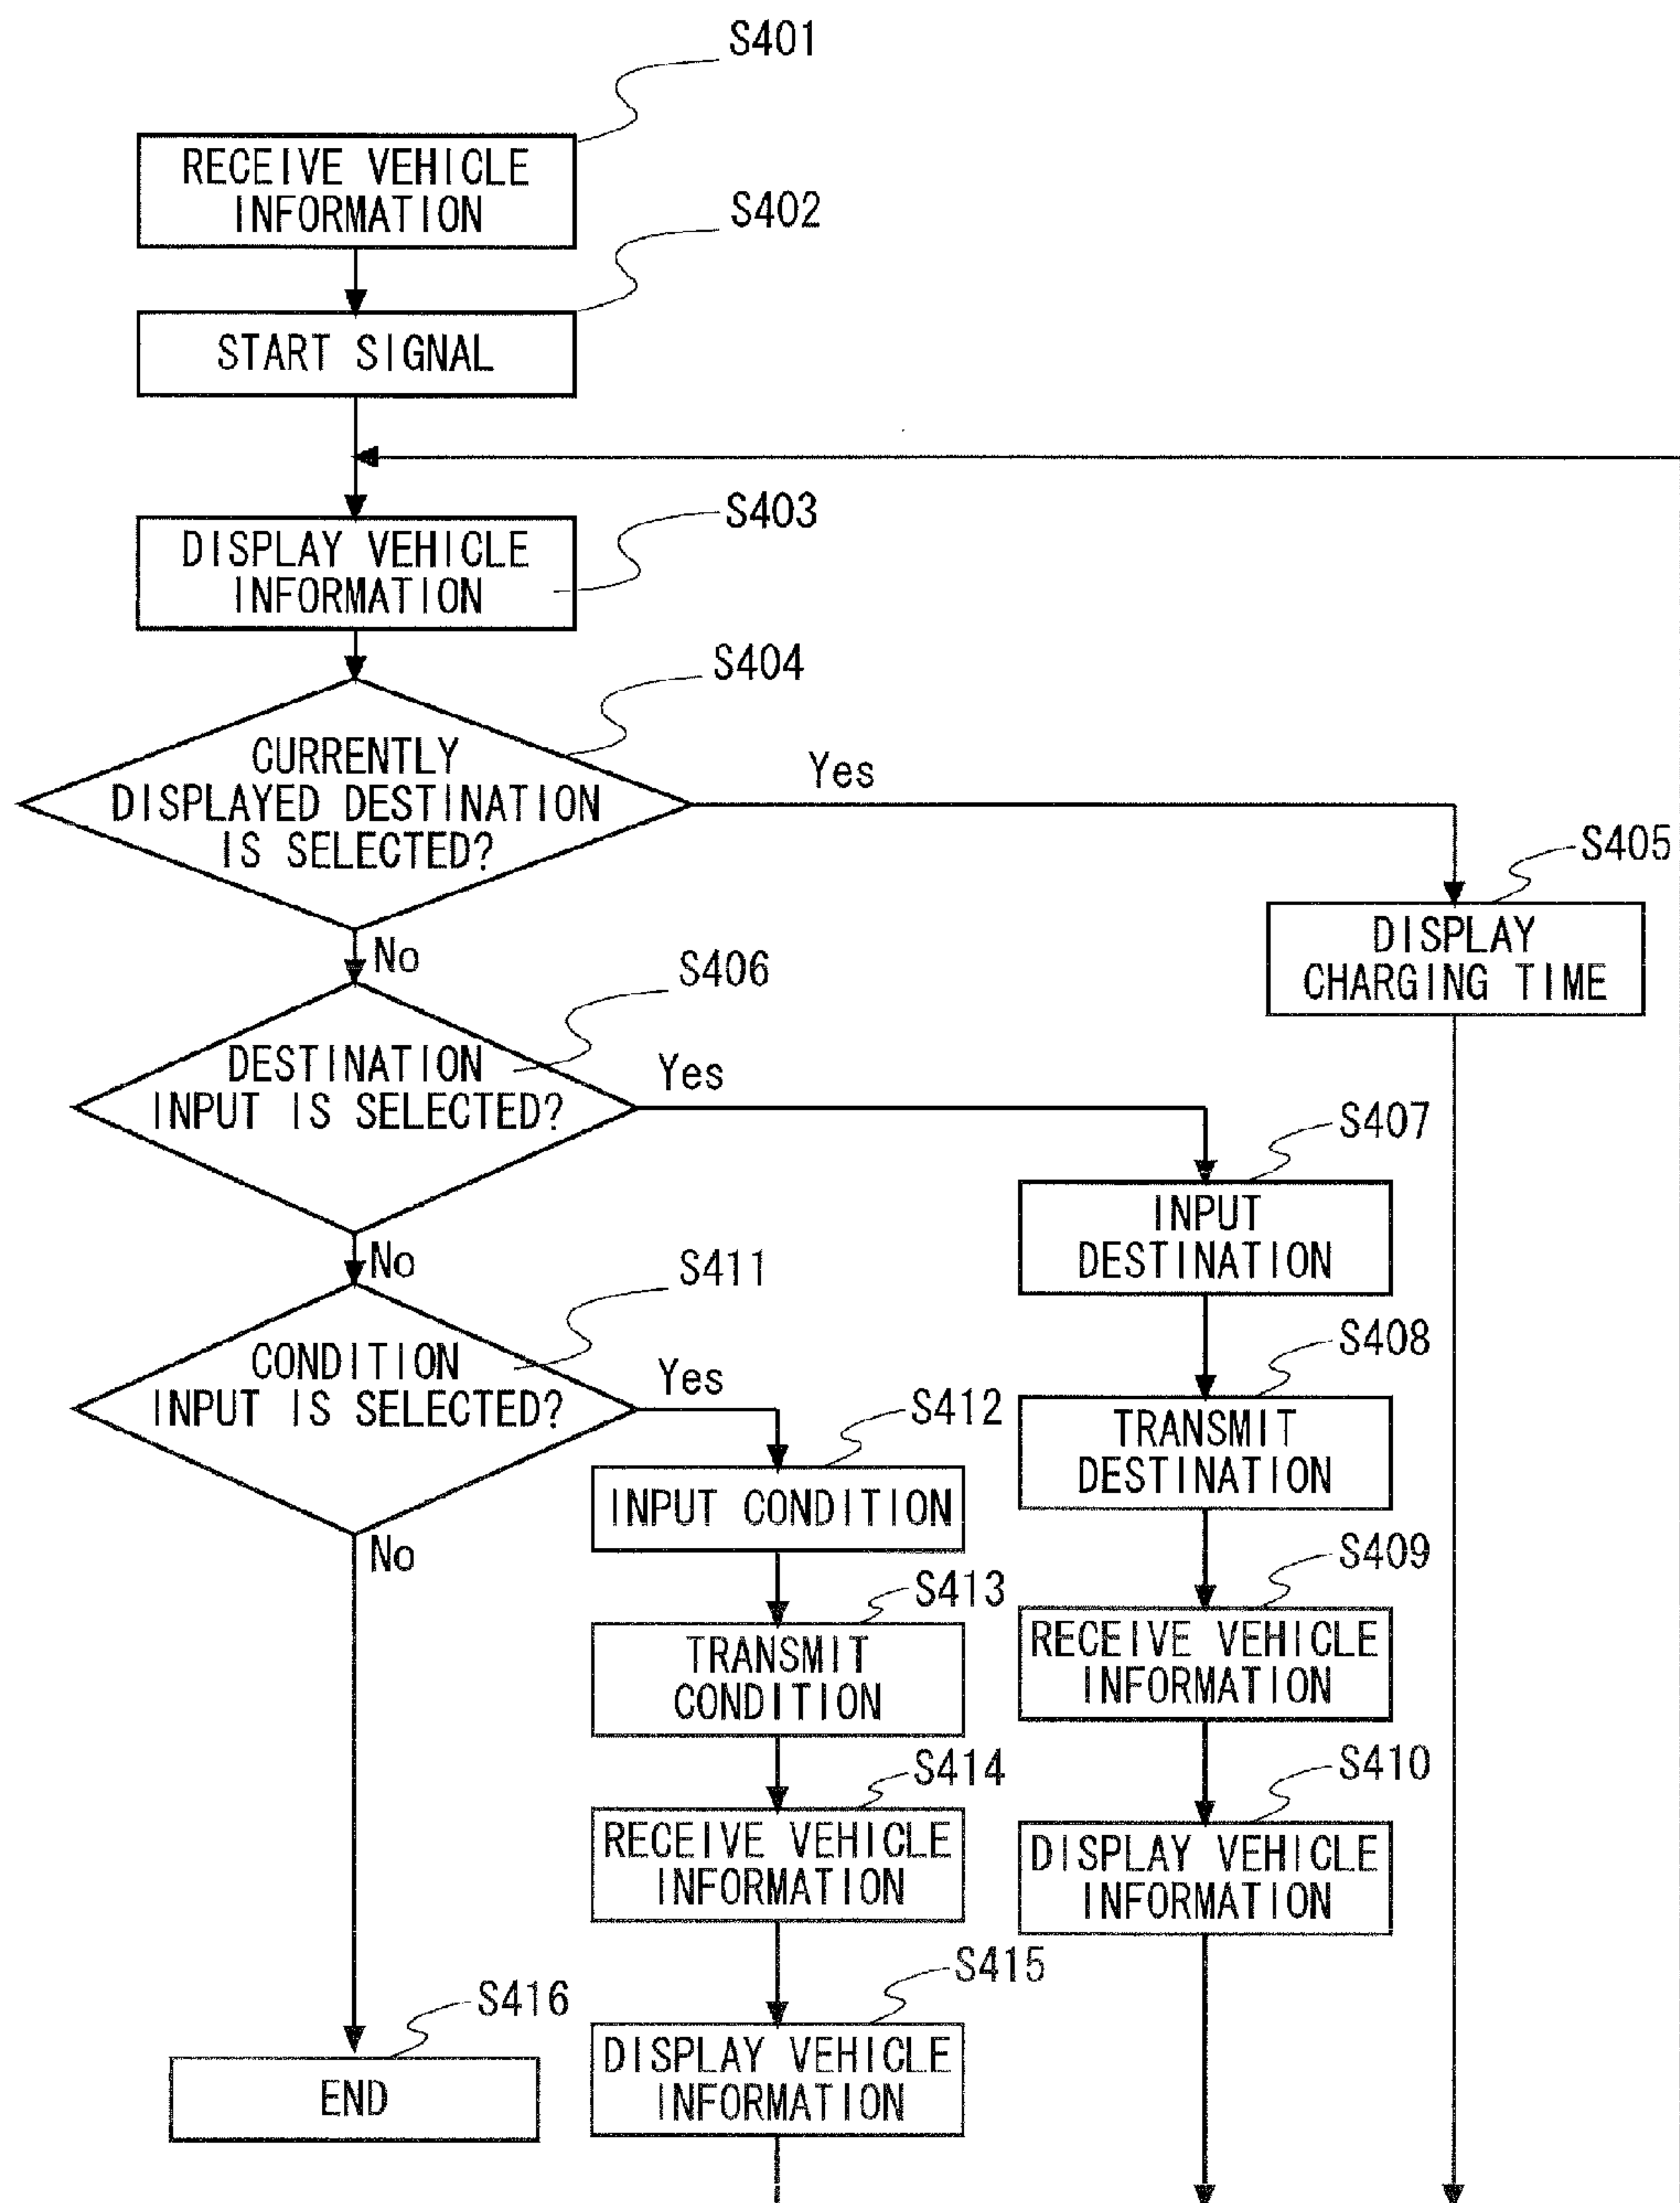 S401
RECEIVE VEHICLE
INFORMATION
S402
START SIGNAL
S403
DISPLAY VEHICLE
INFORMATION
S404
CURRENTLY
DISPLAYED DESTINATION
IS SELECTED?
Yes
S405
DISPLAY
CHARGING TIME
No
S406
DESTINATION
INPUT IS SELECTED?
Yes
S407
INPUT
DESTINATION
No
S411
CONDITION
INPUT IS SELECTED?
Yes
S408
TRANSMIT
DESTINATION
S412
INPUT CONDITION
No
S409
RECEIVE VEHICLE
INFORMATION
S413
TRANSMIT
CONDITION
S410
DISPLAY VEHICLE
INFORMATION
S414
RECEIVE VEHICLE
INFORMATION
S415
DISPLAY VEHICLE
INFORMATION
S416
END